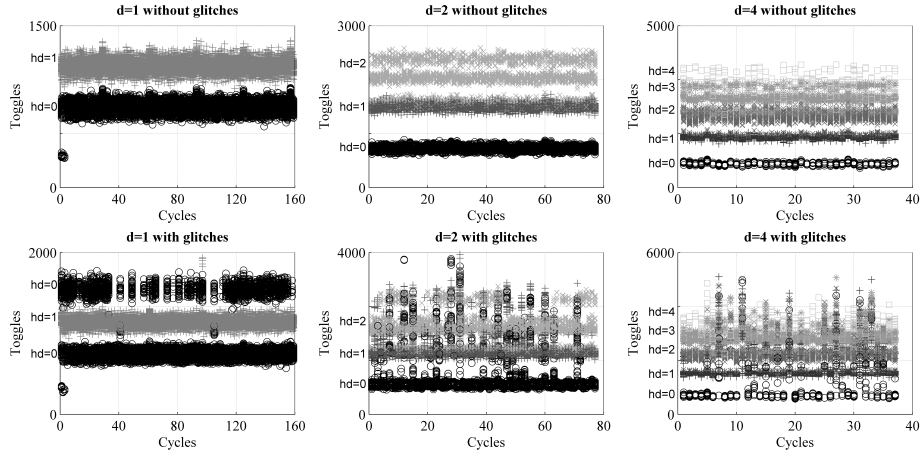 d=1 without glitches
1500
hd=1
Toggles
hd=0
0
0 40 80 120 160
Cycles
d=2 without glitches
3000
hd=2
Toggles
hd=1
hd=0
0
0 20 40 60 80
Cycles
d=4 without glitches
5000
hd=4
hd=3
Toggles
hd=2
hd=1
hd=0
0
0 10 20 30 40
Cycles
d=1 with glitches
2000
hd=0
Toggles
hd=1
hd=0
0
0 40 80 120 160
Cycles
d=2 with glitches
4000
hd=2
Toggles
hd=1
hd=0
0
0 20 40 60 80
Cycles
d=4 with glitches
6000
hd=4
hd=3
Toggles
hd=2
hd=1
hd=0
0
0 10 20 30 40
Cycles